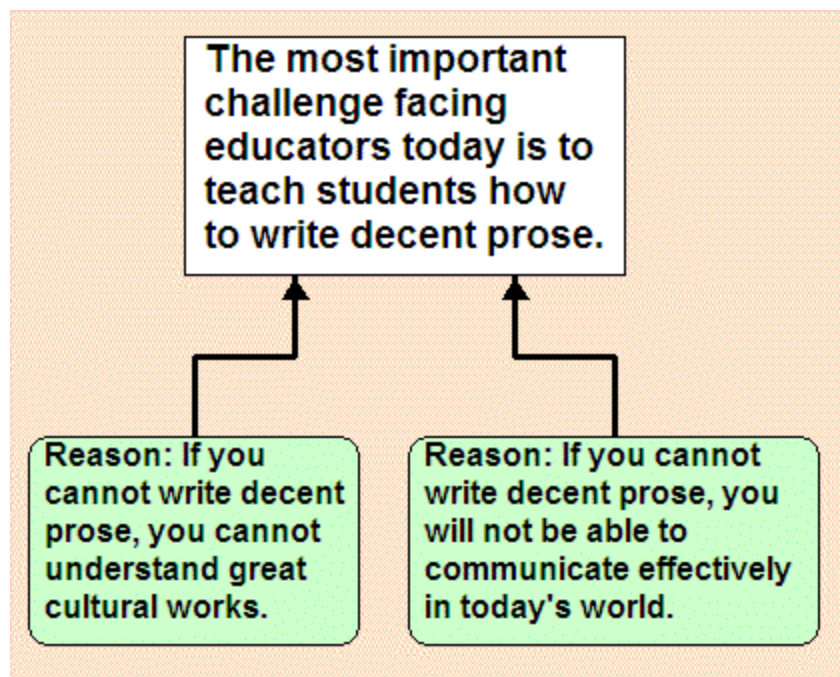 The most important
challenge facing
educators today is to
teach students how
to write decent prose.
Reason: If you
cannot write decent
prose, you cannot
understand great
cultural works.
Reason: If you cannot
write decent prose, you
will not be able to
communicate effectively
in today's world.